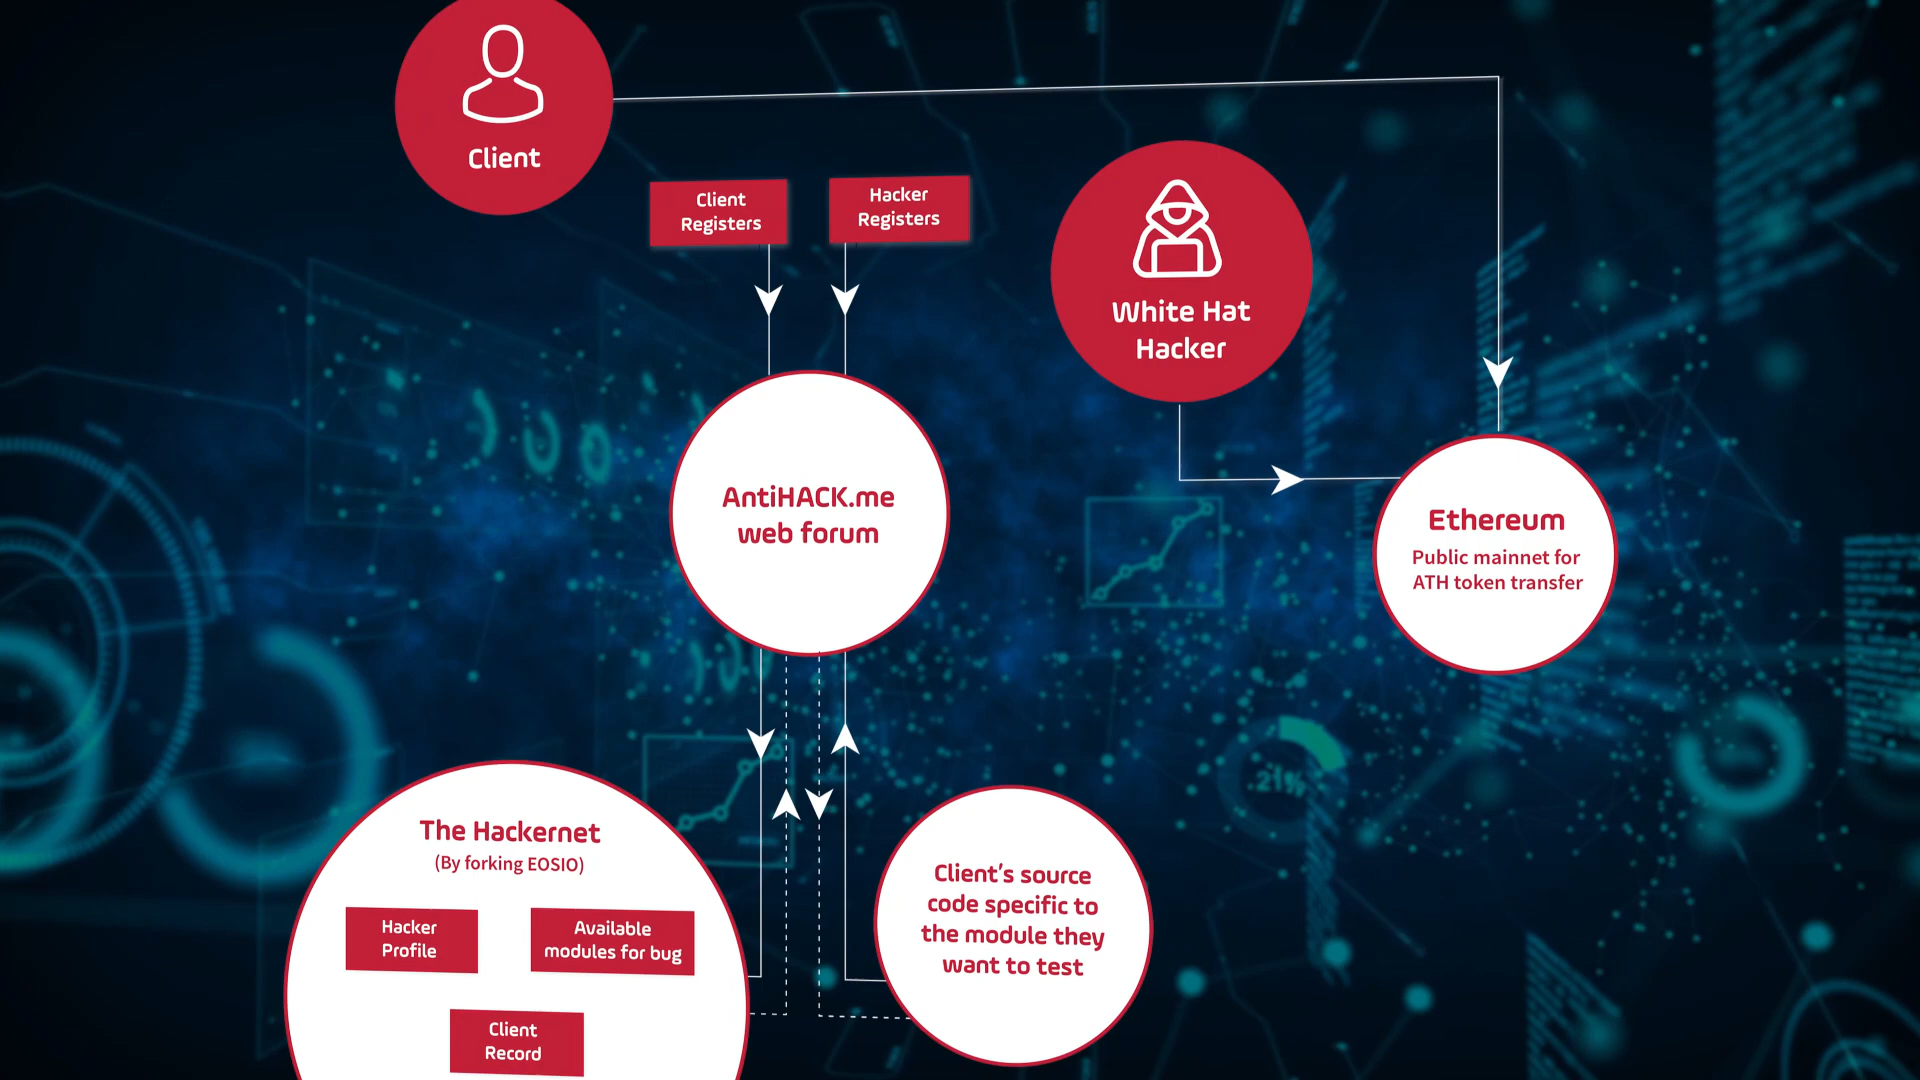 Client
Client
Registers
Hacker
Registers
White Hat
Hacker
AntiHACK.me
web forum
Ethereum
Public mainnet for
ATH token transfer
21%
The Hackernet
(By forking EOSIO)
Hacker
Profile
Available
modules for bug
Client
Record
Client's source
code specific to
the module they
want to test